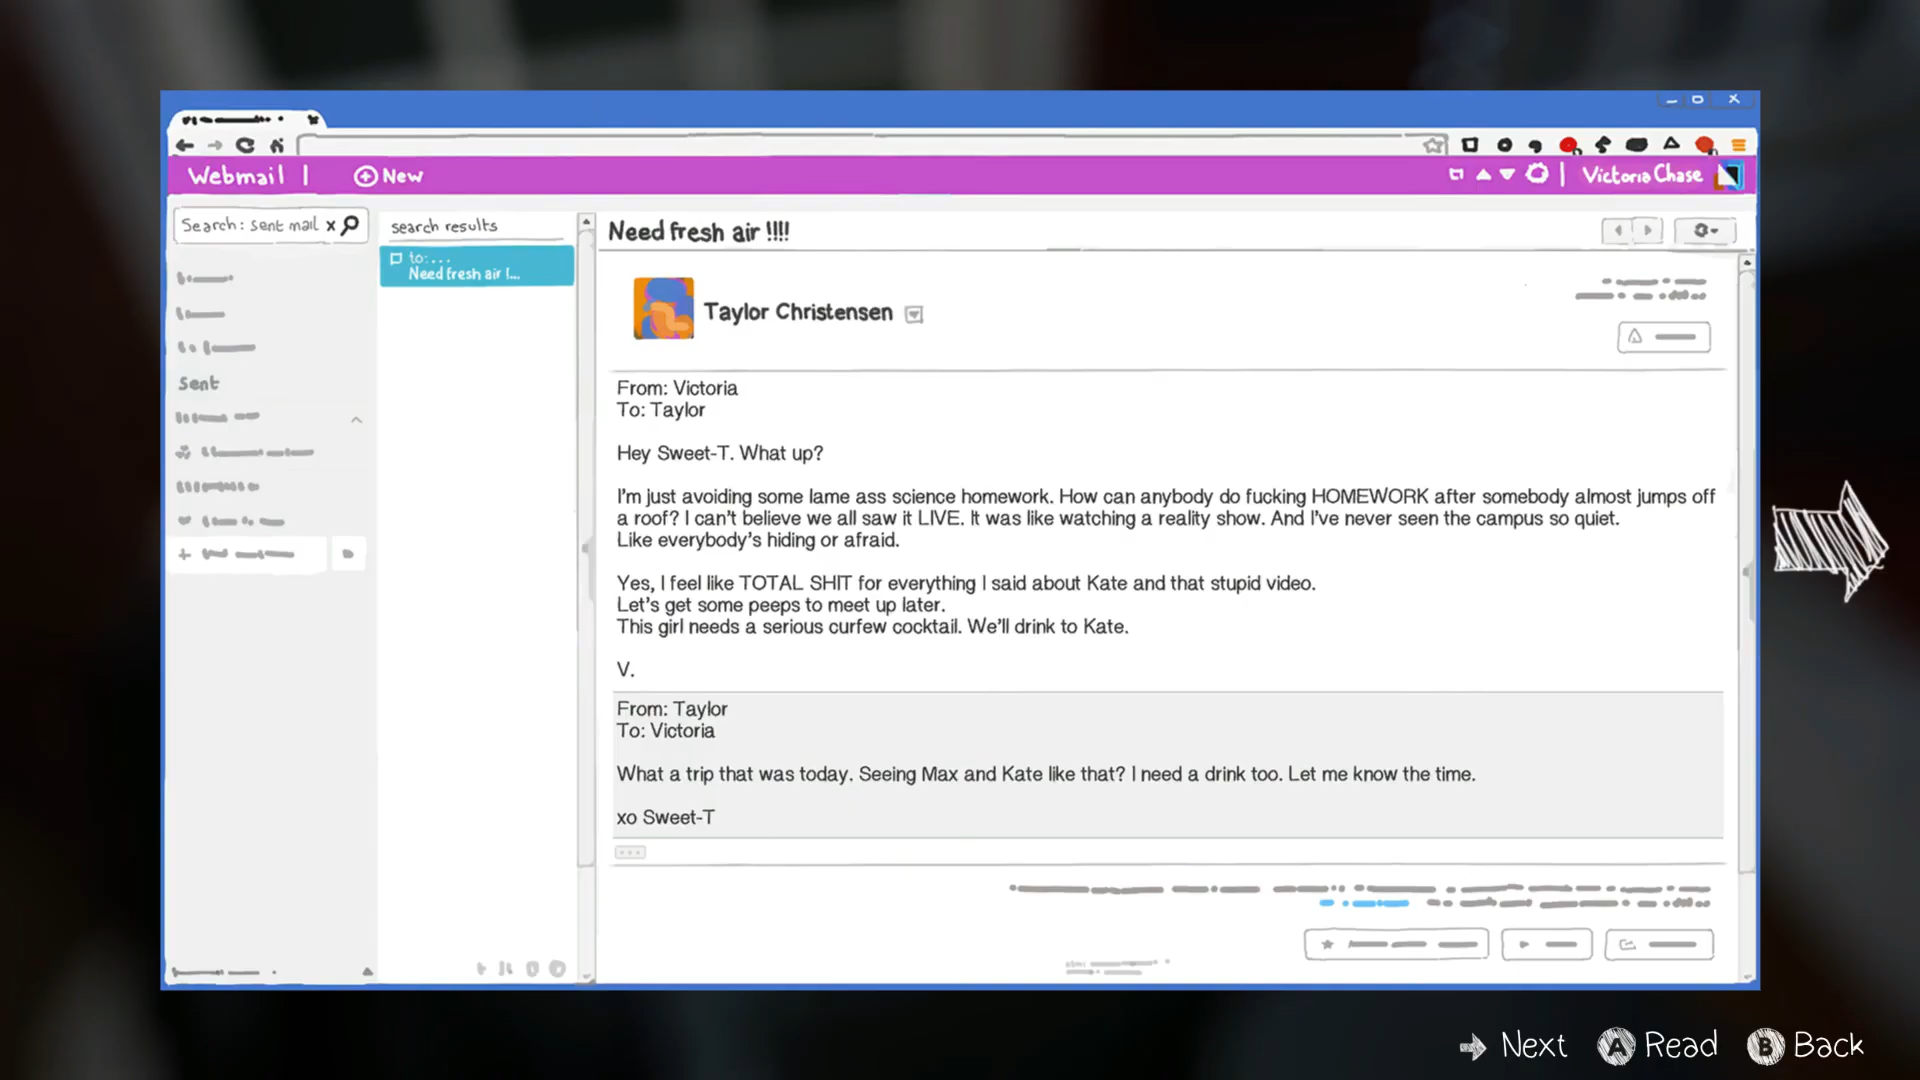 Webmail | New
Victoria Chase
Search: sent mail x
search results
to:...
Need fresh air !...
Sent
Need fresh air !!!!
Taylor Christensen
From: Victoria
To: Taylor
Hey Sweet-T. What up?
I'm just avoiding some lame ass science homework. How can anybody do fucking HOMEWORK after somebody almost jumps off
a roof? I can't believe we all saw it LIVE. It was like watching a reality show. And I've never seen the campus so quiet.
Like everybody's hiding or afraid.
Yes, I feel like TOTAL SHIT for everything I said about Kate and that stupid video.
Let's get some peeps to meet up later.
This girl needs a serious curfew cocktail. We'll drink to Kate.
V.
From: Taylor
To: Victoria
What a trip that was today. Seeing Max and Kate like that? I need a drink too. Let me know the time.
xo Sweet-T
Next A Read B Back